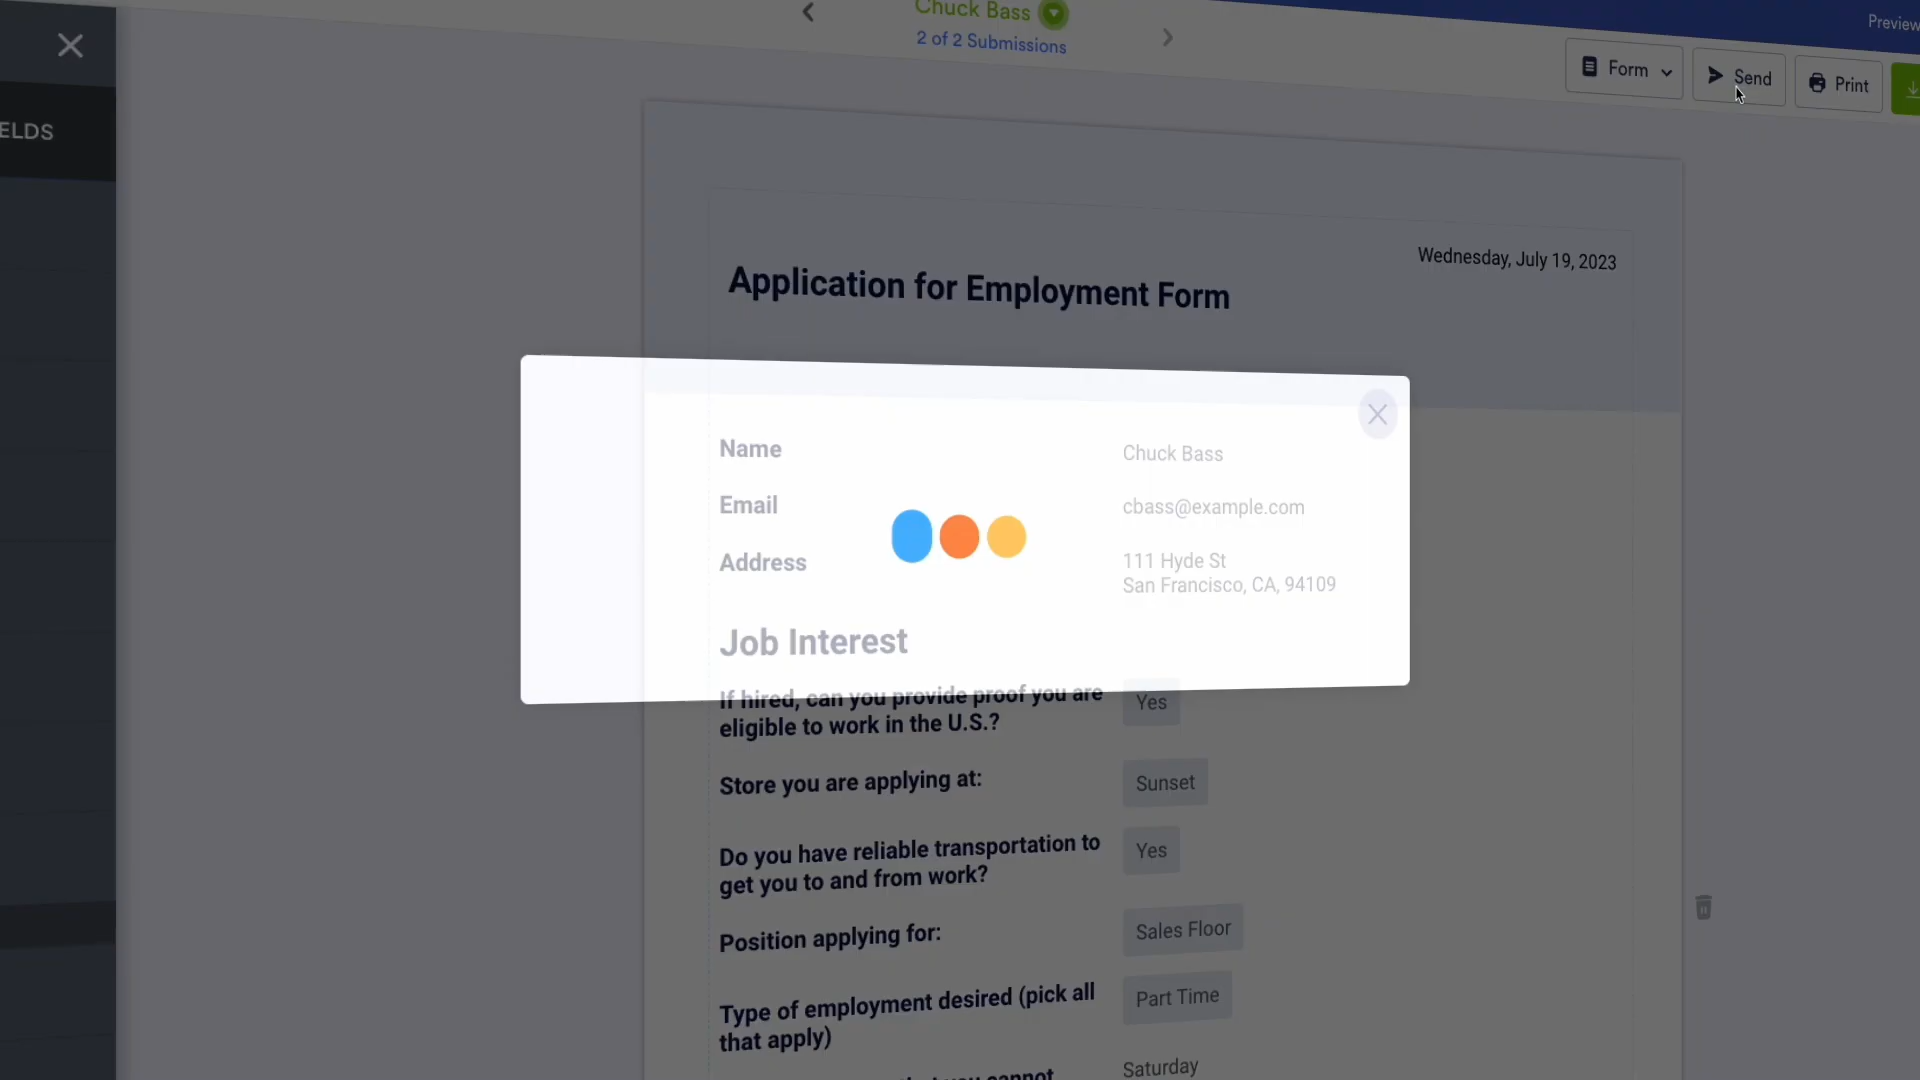 Chuck Bass
2 of 2 Submissions
Preview
Form
Send
Print
ELDS
Wednesday, July 19, 2023
Application for Employment Form
Name
Chuck Bass
Email
cbass@example.com
Address
111 Hyde St
San Francisco, CA, 94109
Job Interest
If hired, can you provide proof you are
eligible to work in the U.S.?
Yes
Store you are applying at:
Sunset
Do you have reliable transportation to
get you to and from work?
Yes
Position applying for:
Sales Floor
Type of employment desired (pick all
that apply)
Part Time
that you cannot
Saturday